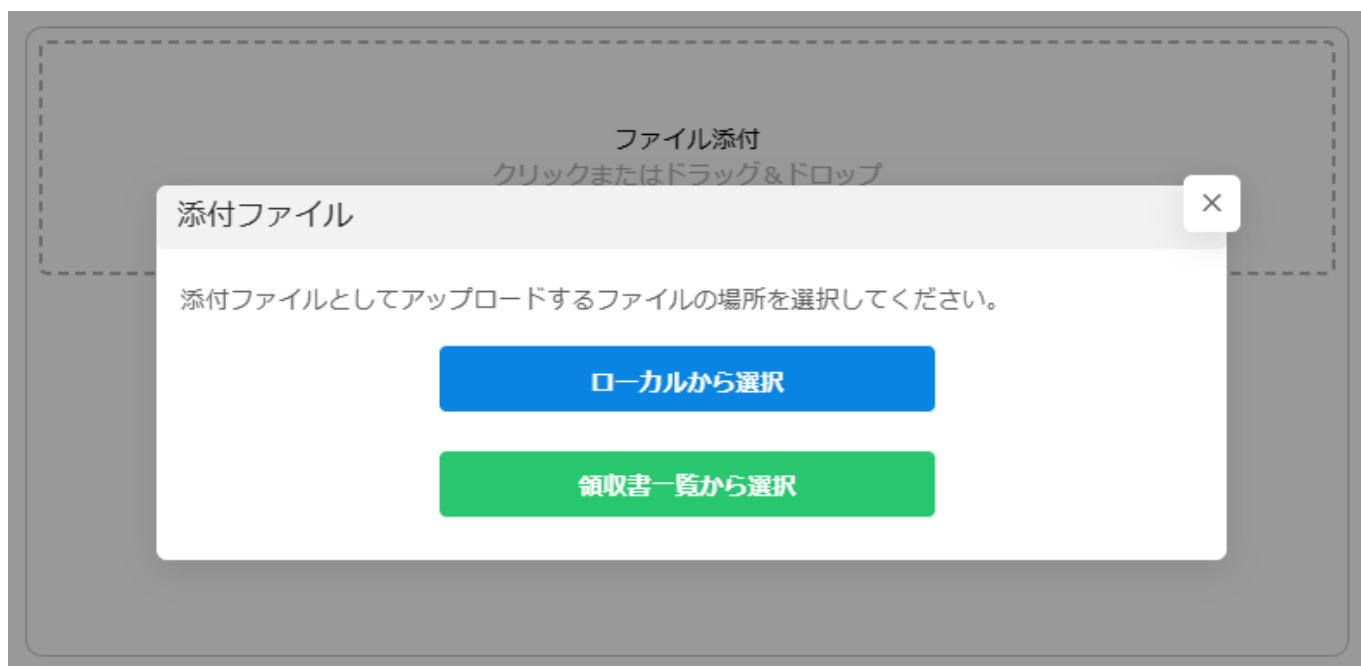 ファイル添付
クリックまたはドラッグ&ドロップ
添付ファイル
添付ファイルとしてアップロードするファイルの場所を選択してください。
ローカルから選択
領収書一覧から選択